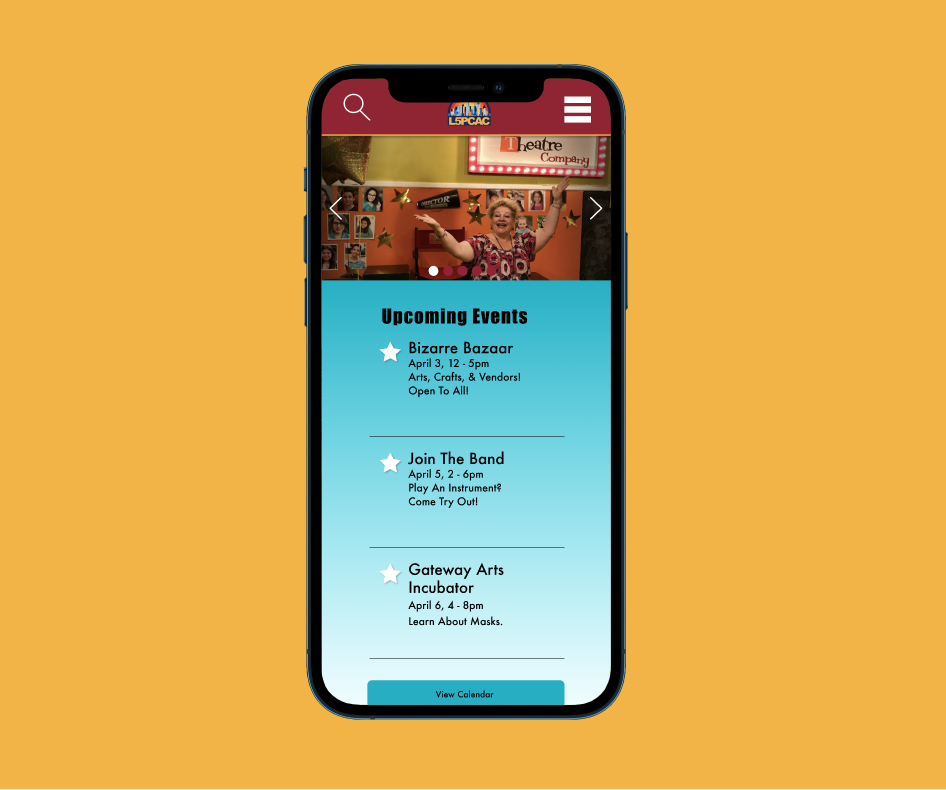 L5PCAC
Theatre
Company
DIRECTOR
Upcoming Events
Bizarre Bazaar
April 3, 12 - 5pm
Arts, Crafts, & Vendors!
Open To All!
Join The Band
April 5, 2 - 6pm
Play An Instrument?
Come Try Out!
Gateway Arts
Incubator
April 6, 4 - 8pm
Learn About Masks.
View Calendar